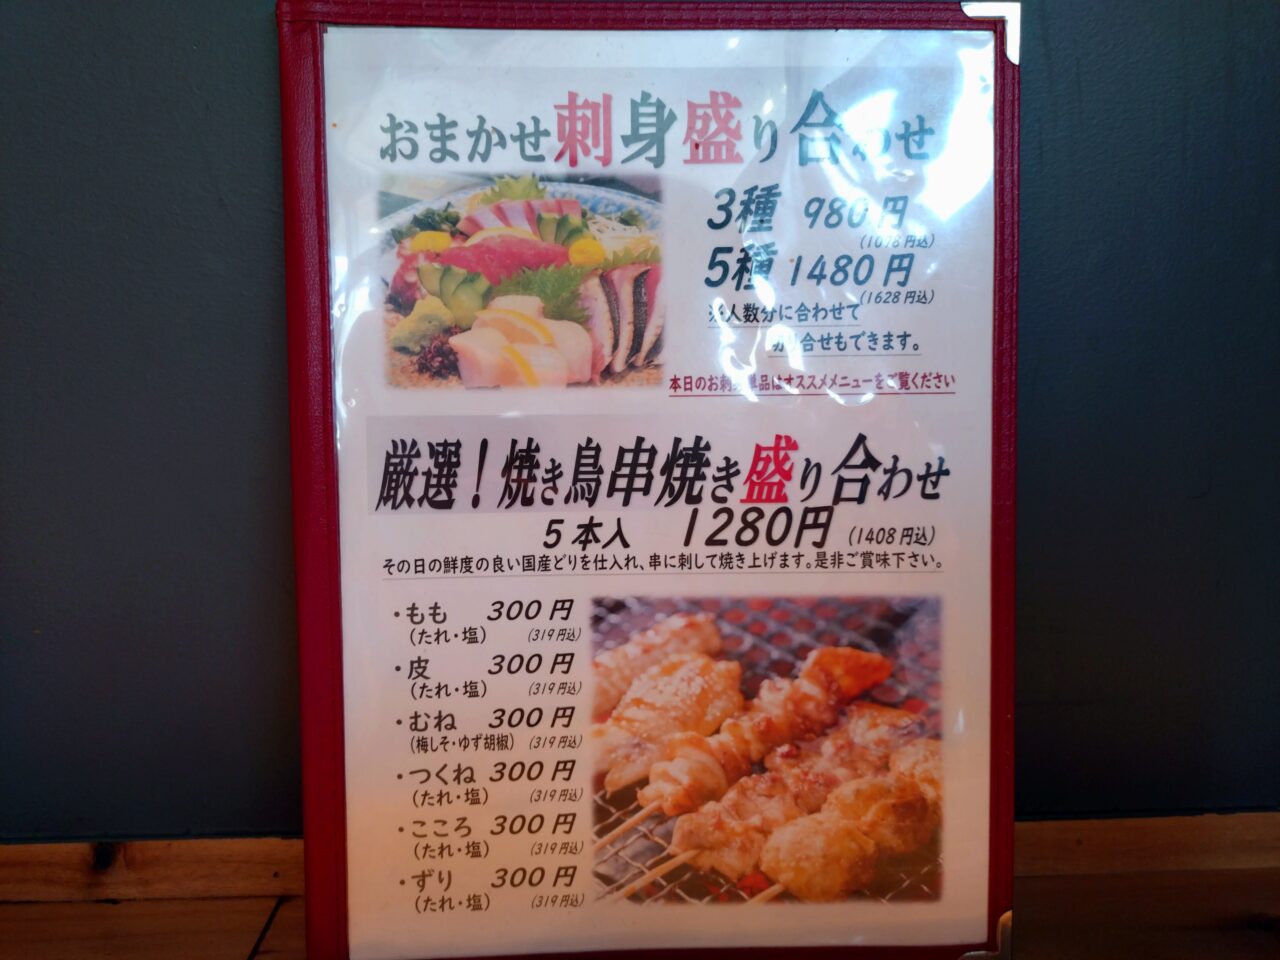 おまかせ刺身盛り合わせ
3種 980円
(1078円込)
5種 1480円
(1628円込)
※人数分に合わせて
切り合せもできます。
本日のお刺身単品はオススメメニューをご覧ください
厳選！焼き鳥串焼き盛り合わせ
5本入 1280円 (1408円込)
その日の鮮度の良い国産どりを仕入れ、串に刺して焼き上げます。是非ご賞味下さい。
・もも 300円
(たれ・塩) (319円込)
・皮 300円
(たれ・塩) (319円込)
・むね 300円
(梅しそ・ゆず胡椒) (319円込)
・つくね 300円
(たれ・塩) (319円込)
・こころ 300円
(たれ・塩) (319円込)
・ずり 300円
(たれ・塩) (319円込)